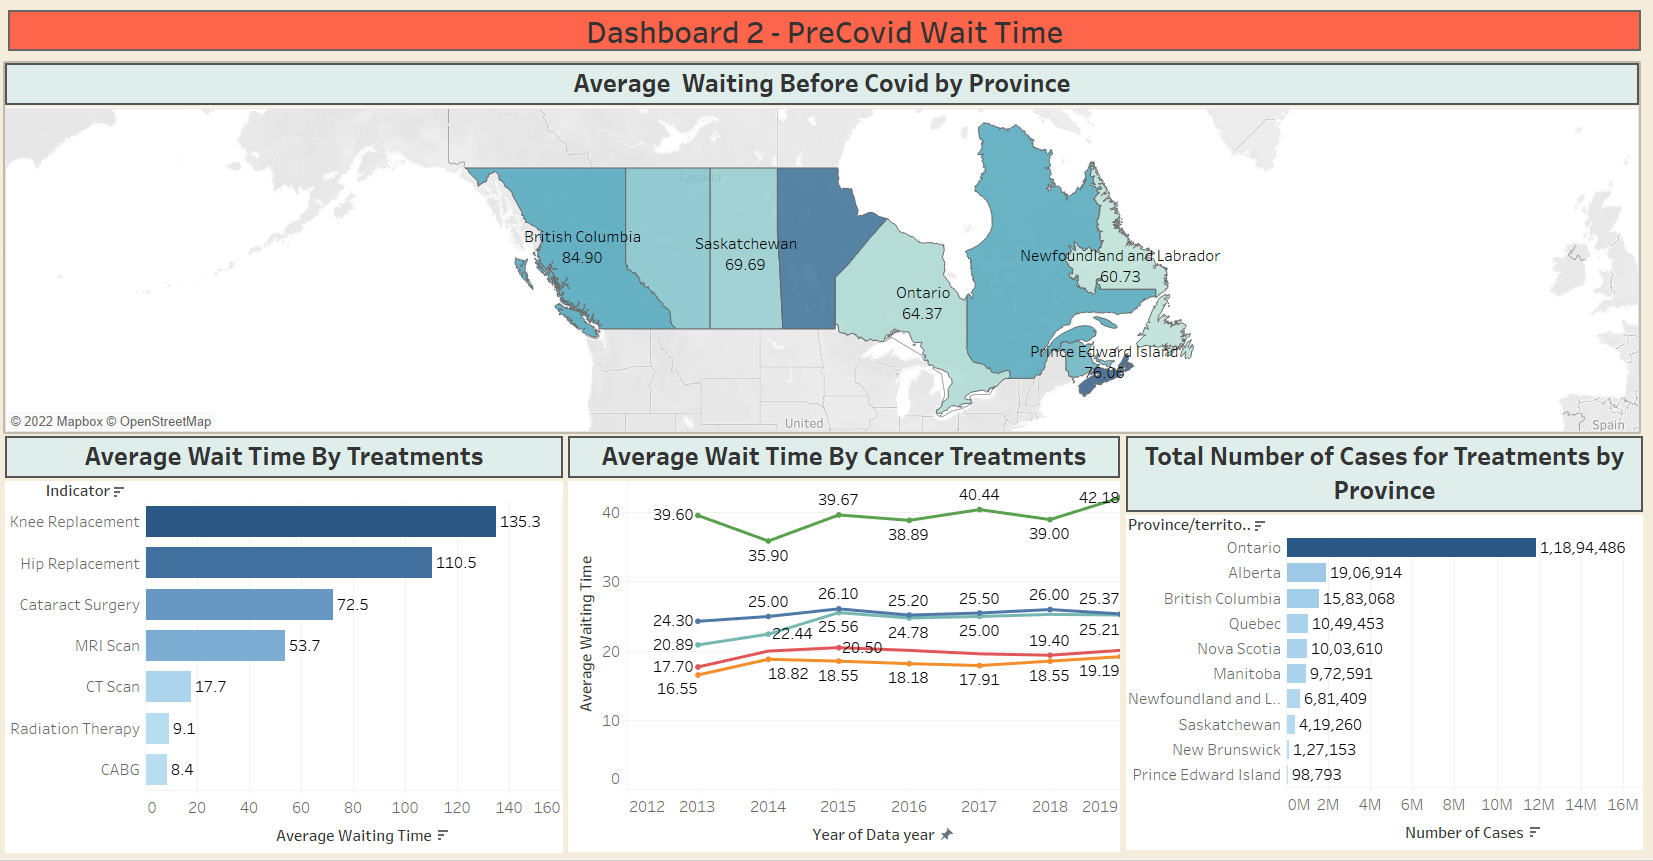 Dashboard 2 - PreCovid Wait Time
Average Waiting Before Covid by Province
Canada
British Columbia
84.90
Saskatchewan
69.69
Ontario
64.37
Newfoundland and Labrador
60.73
Prince Edward Island
76.06
United
Spain
© 2022 Mapbox © OpenStreetMap
Average Wait Time By Treatments
Indicator
Knee Replacement 135.3
Hip Replacement 110.5
Cataract Surgery 72.5
MRI Scan 53.7
CT Scan 17.7
Radiation Therapy 9.1
CABG 8.4
0 20 40 60 80 100 120 140 160
Average Waiting Time
Average Wait Time By Cancer Treatments
Average Waiting Time
40
30
20
10
0
39.60 35.90 39.67 38.89 40.44 39.00 42.18
24.30 25.00 26.10 25.20 25.50 26.00 25.37
20.89 22.44 25.56 24.78 25.00 25.21
17.70 20.50 19.40
16.55 18.82 18.55 18.18 17.91 18.55 19.19
2012 2013 2014 2015 2016 2017 2018 2019
Year of Data year
Total Number of Cases for Treatments by
Province
Province/territo..
Ontario 1,18,94,486
Alberta 19,06,914
British Columbia 15,83,068
Quebec 10,49,453
Nova Scotia 10,03,610
Manitoba 9,72,591
Newfoundland and L.. 6,81,409
Saskatchewan 4,19,260
New Brunswick 1,27,153
Prince Edward Island 98,793
0M 2M 4M 6M 8M 10M 12M 14M 16M
Number of Cases